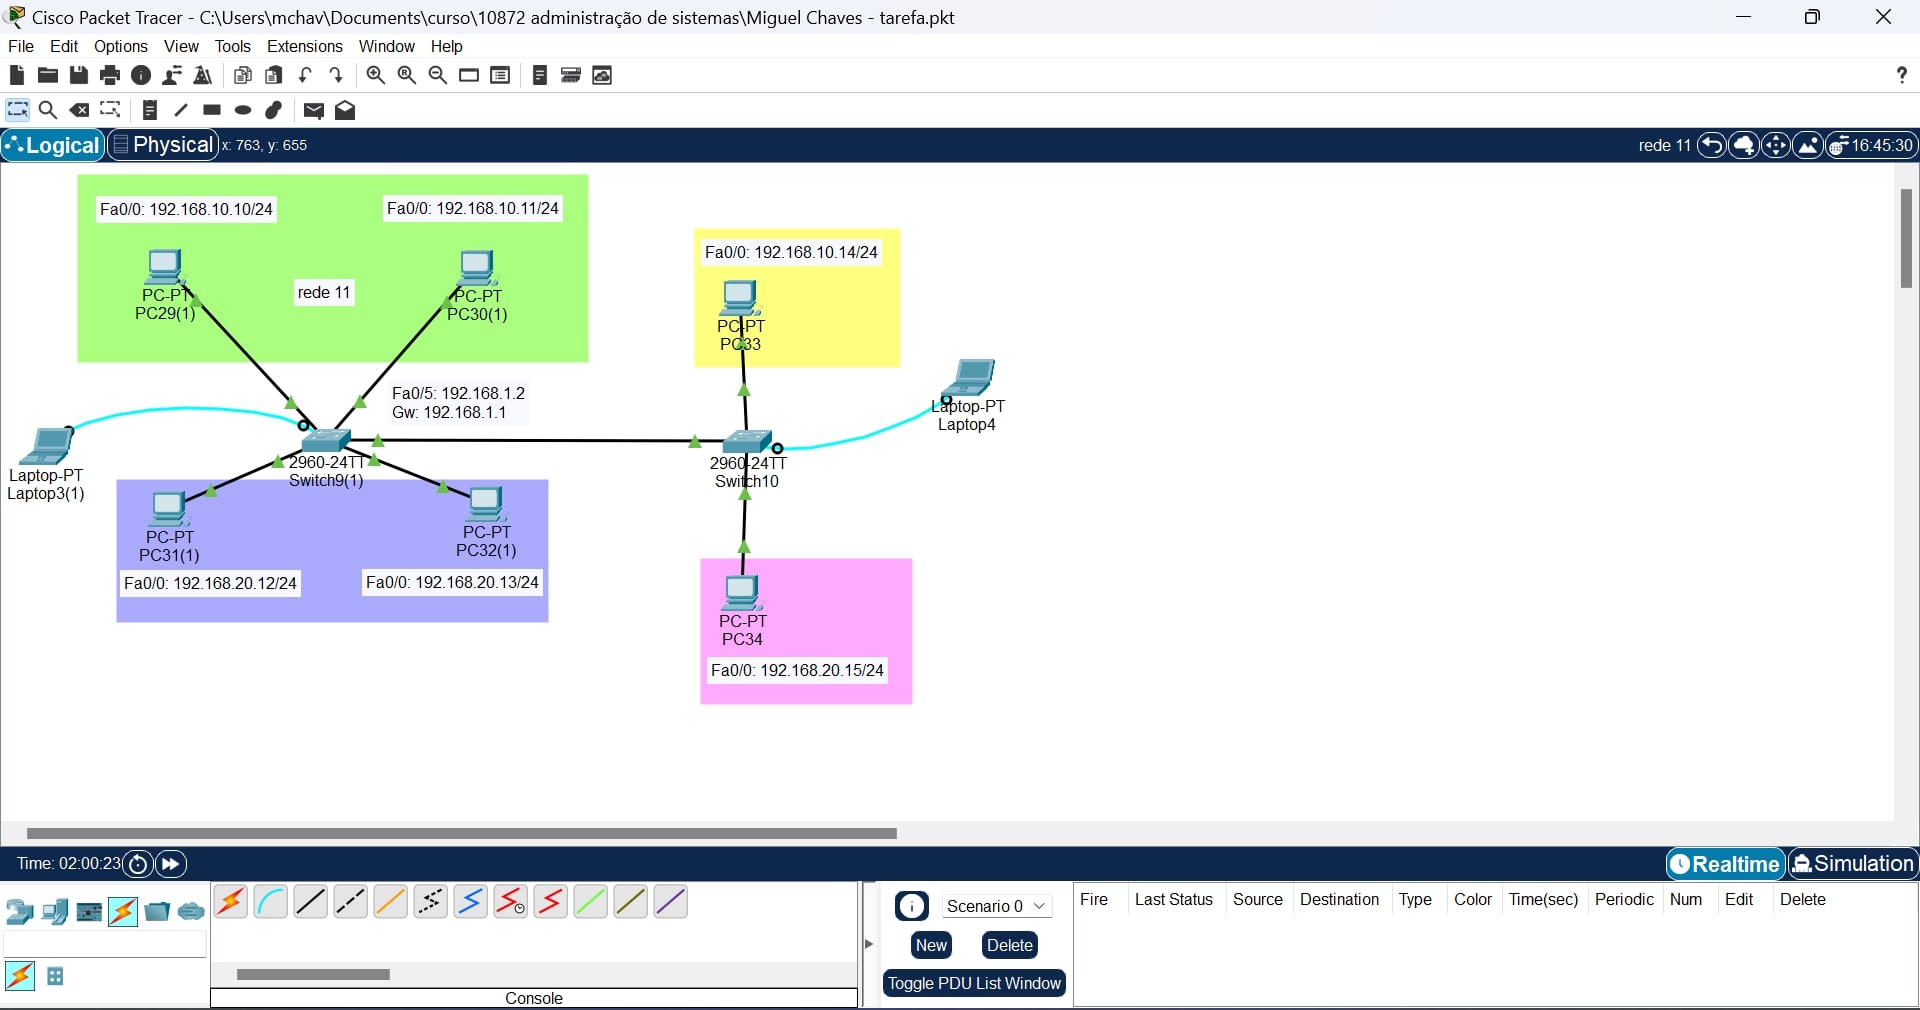 Cisco Packet Tracer - C:\Users\mchav\Documents\curso\10872 administração de sistemas\Miguel Chaves - tarefa.pkt
File Edit Options View Tools Extensions Window Help
?
Logical Physical x: 763, y: 655 rede 11 16:45:30
Fa0/0: 192.168.10.10/24
Fa0/0: 192.168.10.11/24
PC-PT
PC29(1)
rede 11
PC-PT
PC30(1)
Fa0/0: 192.168.10.14/24
PC-PT
PC33
Fa0/5: 192.168.1.2
Gw: 192.168.1.1
Laptop-PT
Laptop4
Laptop-PT
Laptop3(1)
2960-24TT
Switch9(1)
2960-24TT
Switch10
PC-PT
PC31(1)
Fa0/0: 192.168.20.12/24
PC-PT
PC32(1)
Fa0/0: 192.168.20.13/24
PC-PT
PC34
Fa0/0: 192.168.20.15/24
Time: 02:00:23 Realtime Simulation
Scenario 0
New Delete
Toggle PDU List Window
Fire Last Status Source Destination Type Color Time(sec) Periodic Num Edit Delete
Console